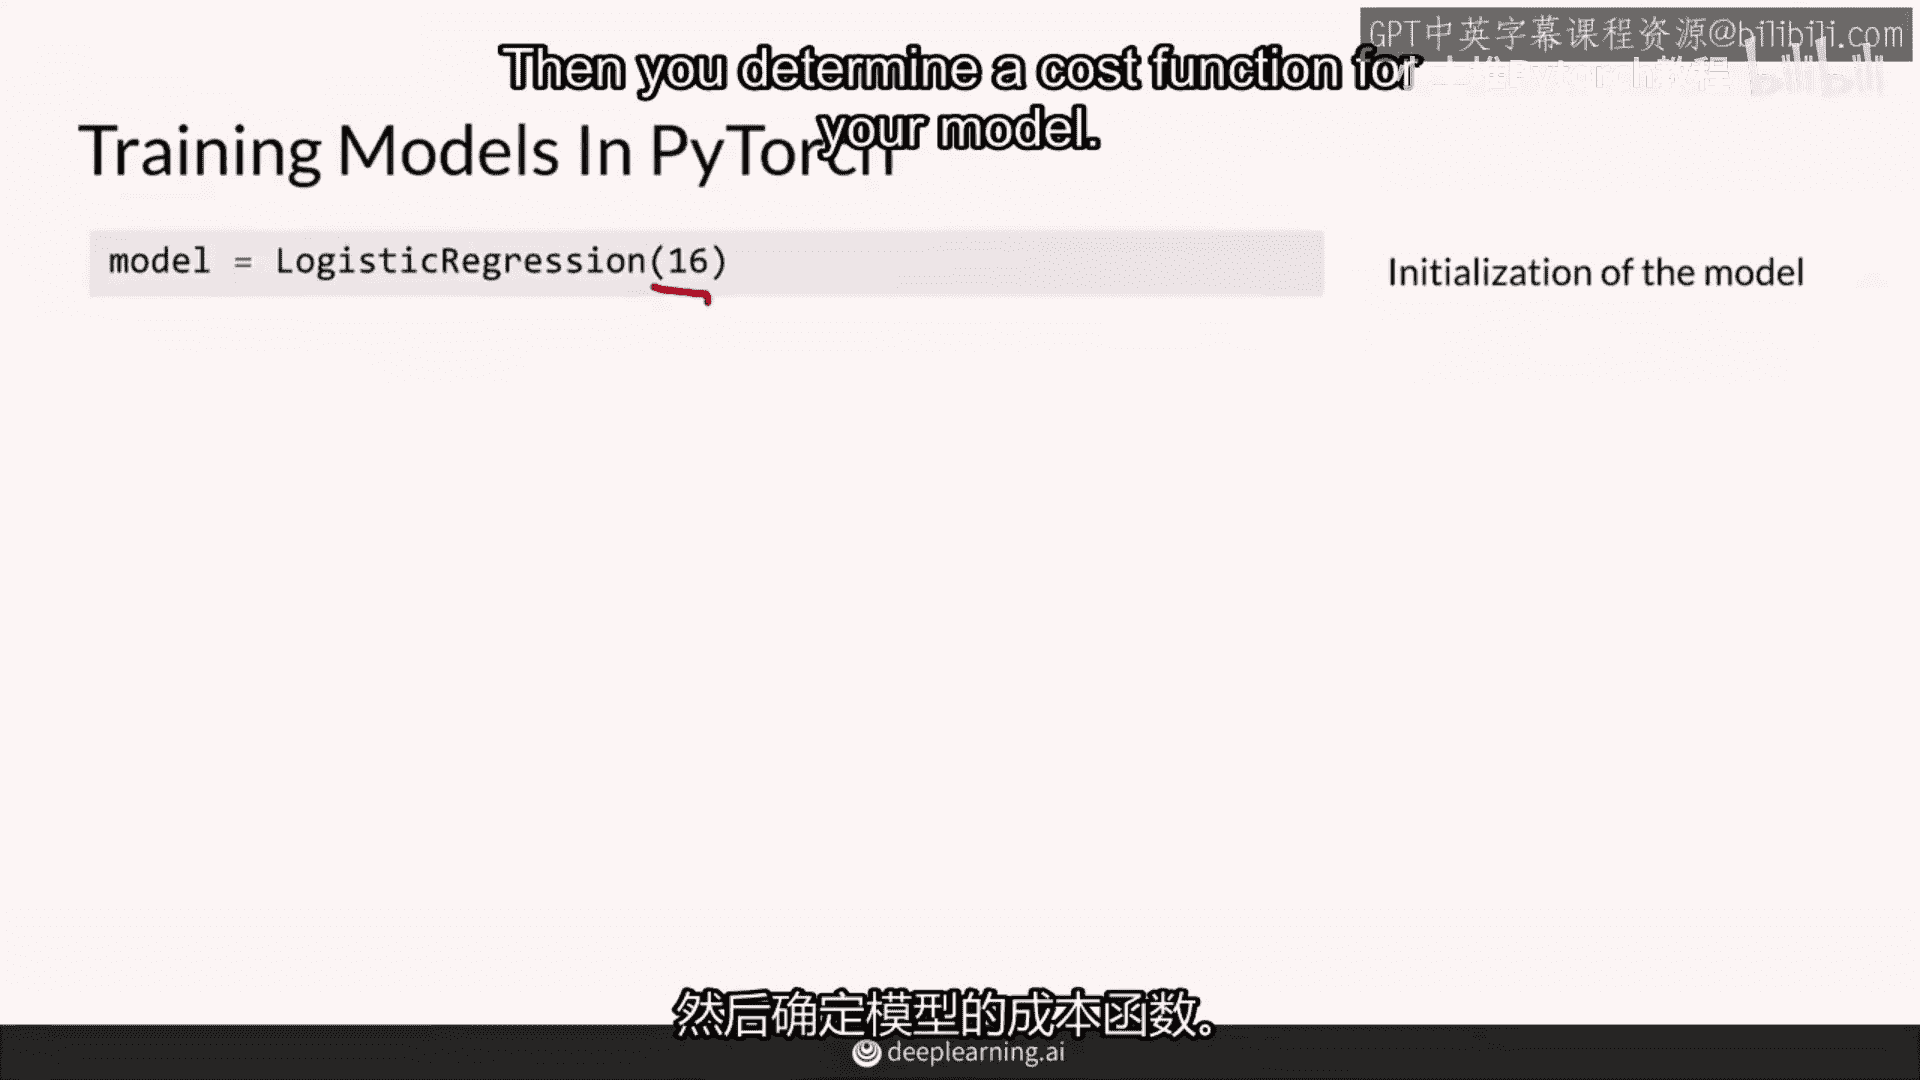 GPT中英字幕课程资源@bilibili.com
Then you determine a cost function for
your model.
Training Models In PyTorch
model = LogisticRegression(16)
Initialization of the model
然后确定模型的成本函数。
deeplearning.ai